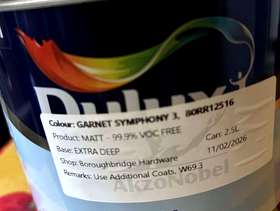 Dulux
Colour: GARNET SYMPHONY 3, 80RR12516
Product: MATT - 99.9% VOC FREE
Base: EXTRA DEEP
Can: 2.5L
Shop: Boroughbridge Hardware
11/02/2026
Remarks: Use Additional Coats, W69.3
AkzoNobel